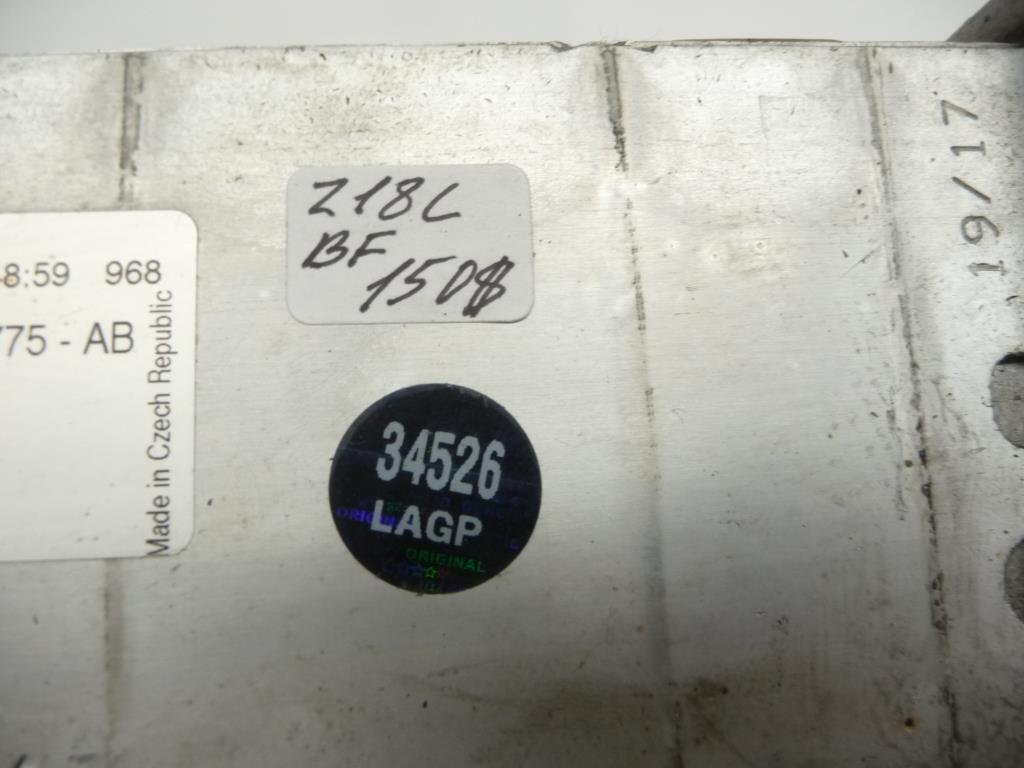 8:59 968
775 - AB
Made in Czech Republic
Z18L
BF
150$
34526
LAGP
ORIGINAL
19/17